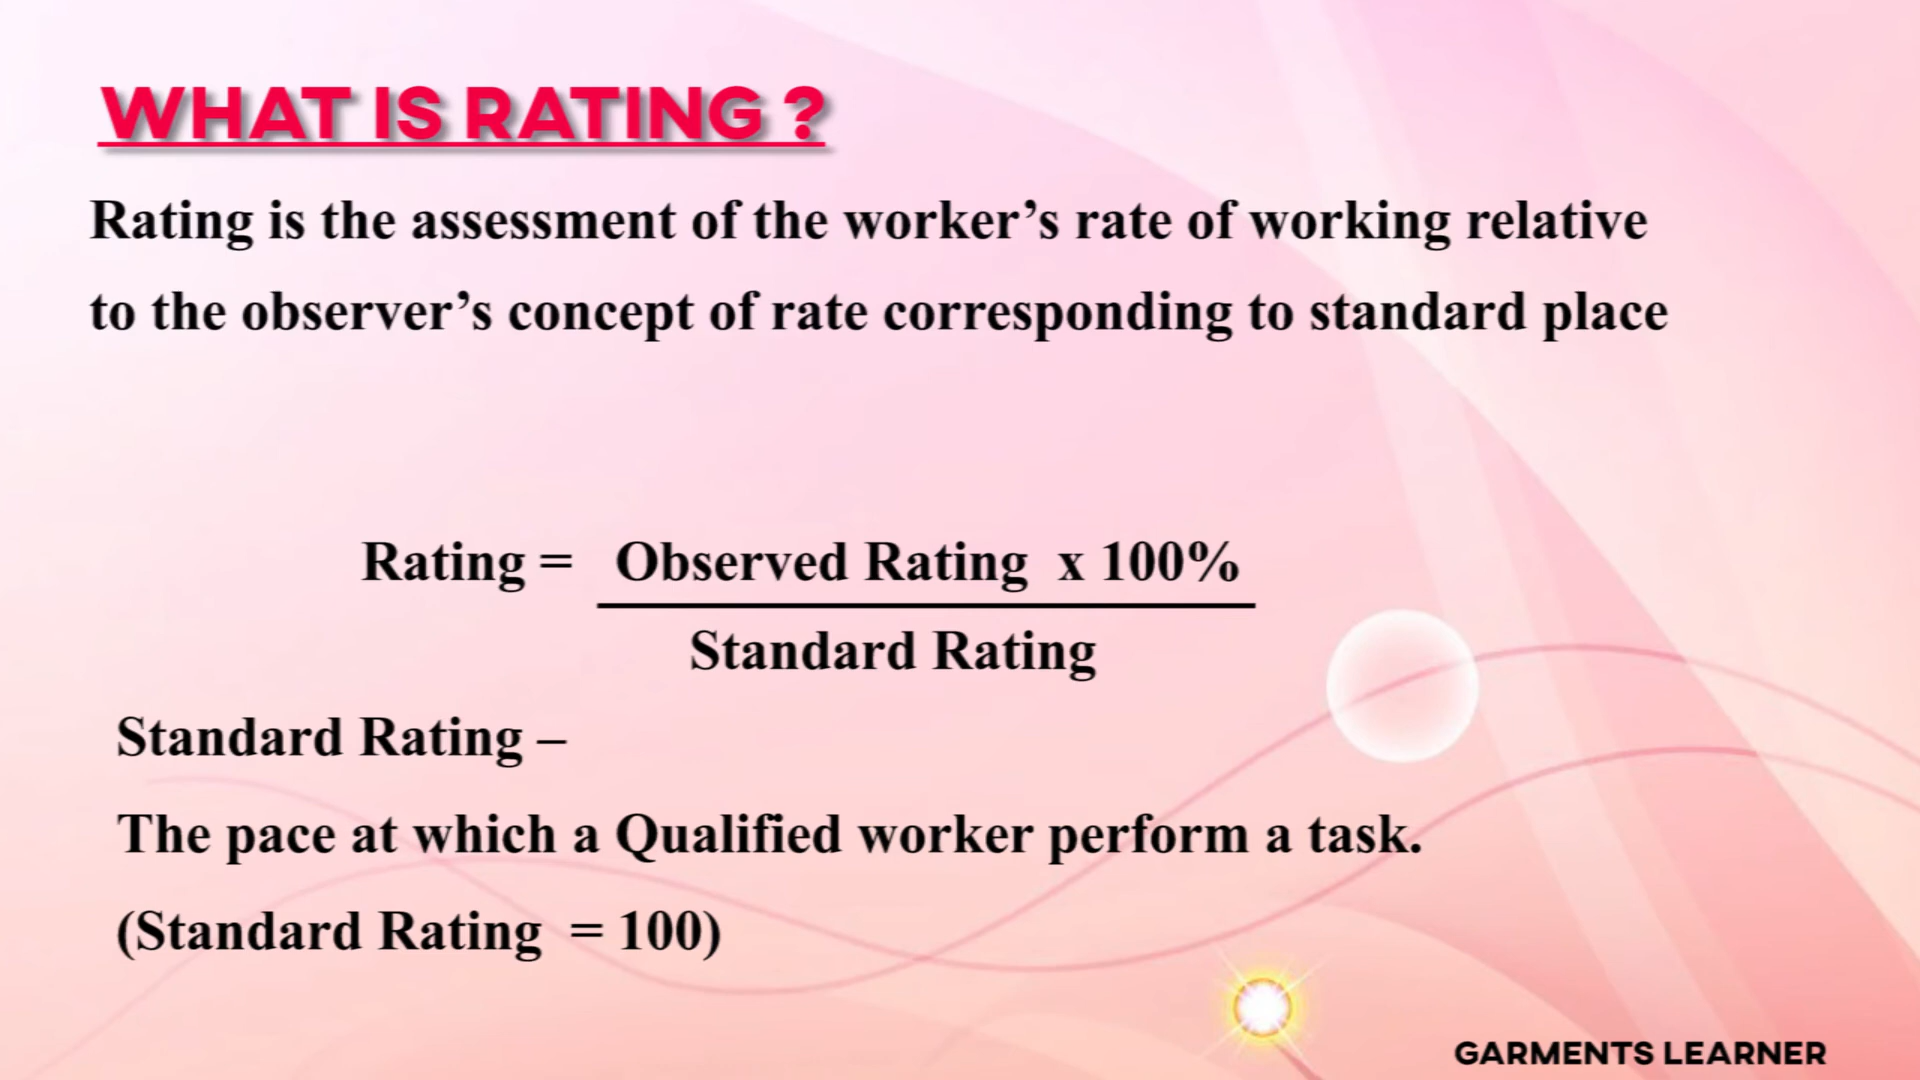 WHAT IS RATING ?
Rating is the assessment of the worker’s rate of working relative
to the observer’s concept of rate corresponding to standard place
Rating = Observed Rating x 100%
Standard Rating
Standard Rating –
The pace at which a Qualified worker perform a task.
(Standard Rating = 100)
GARMENTS LEARNER